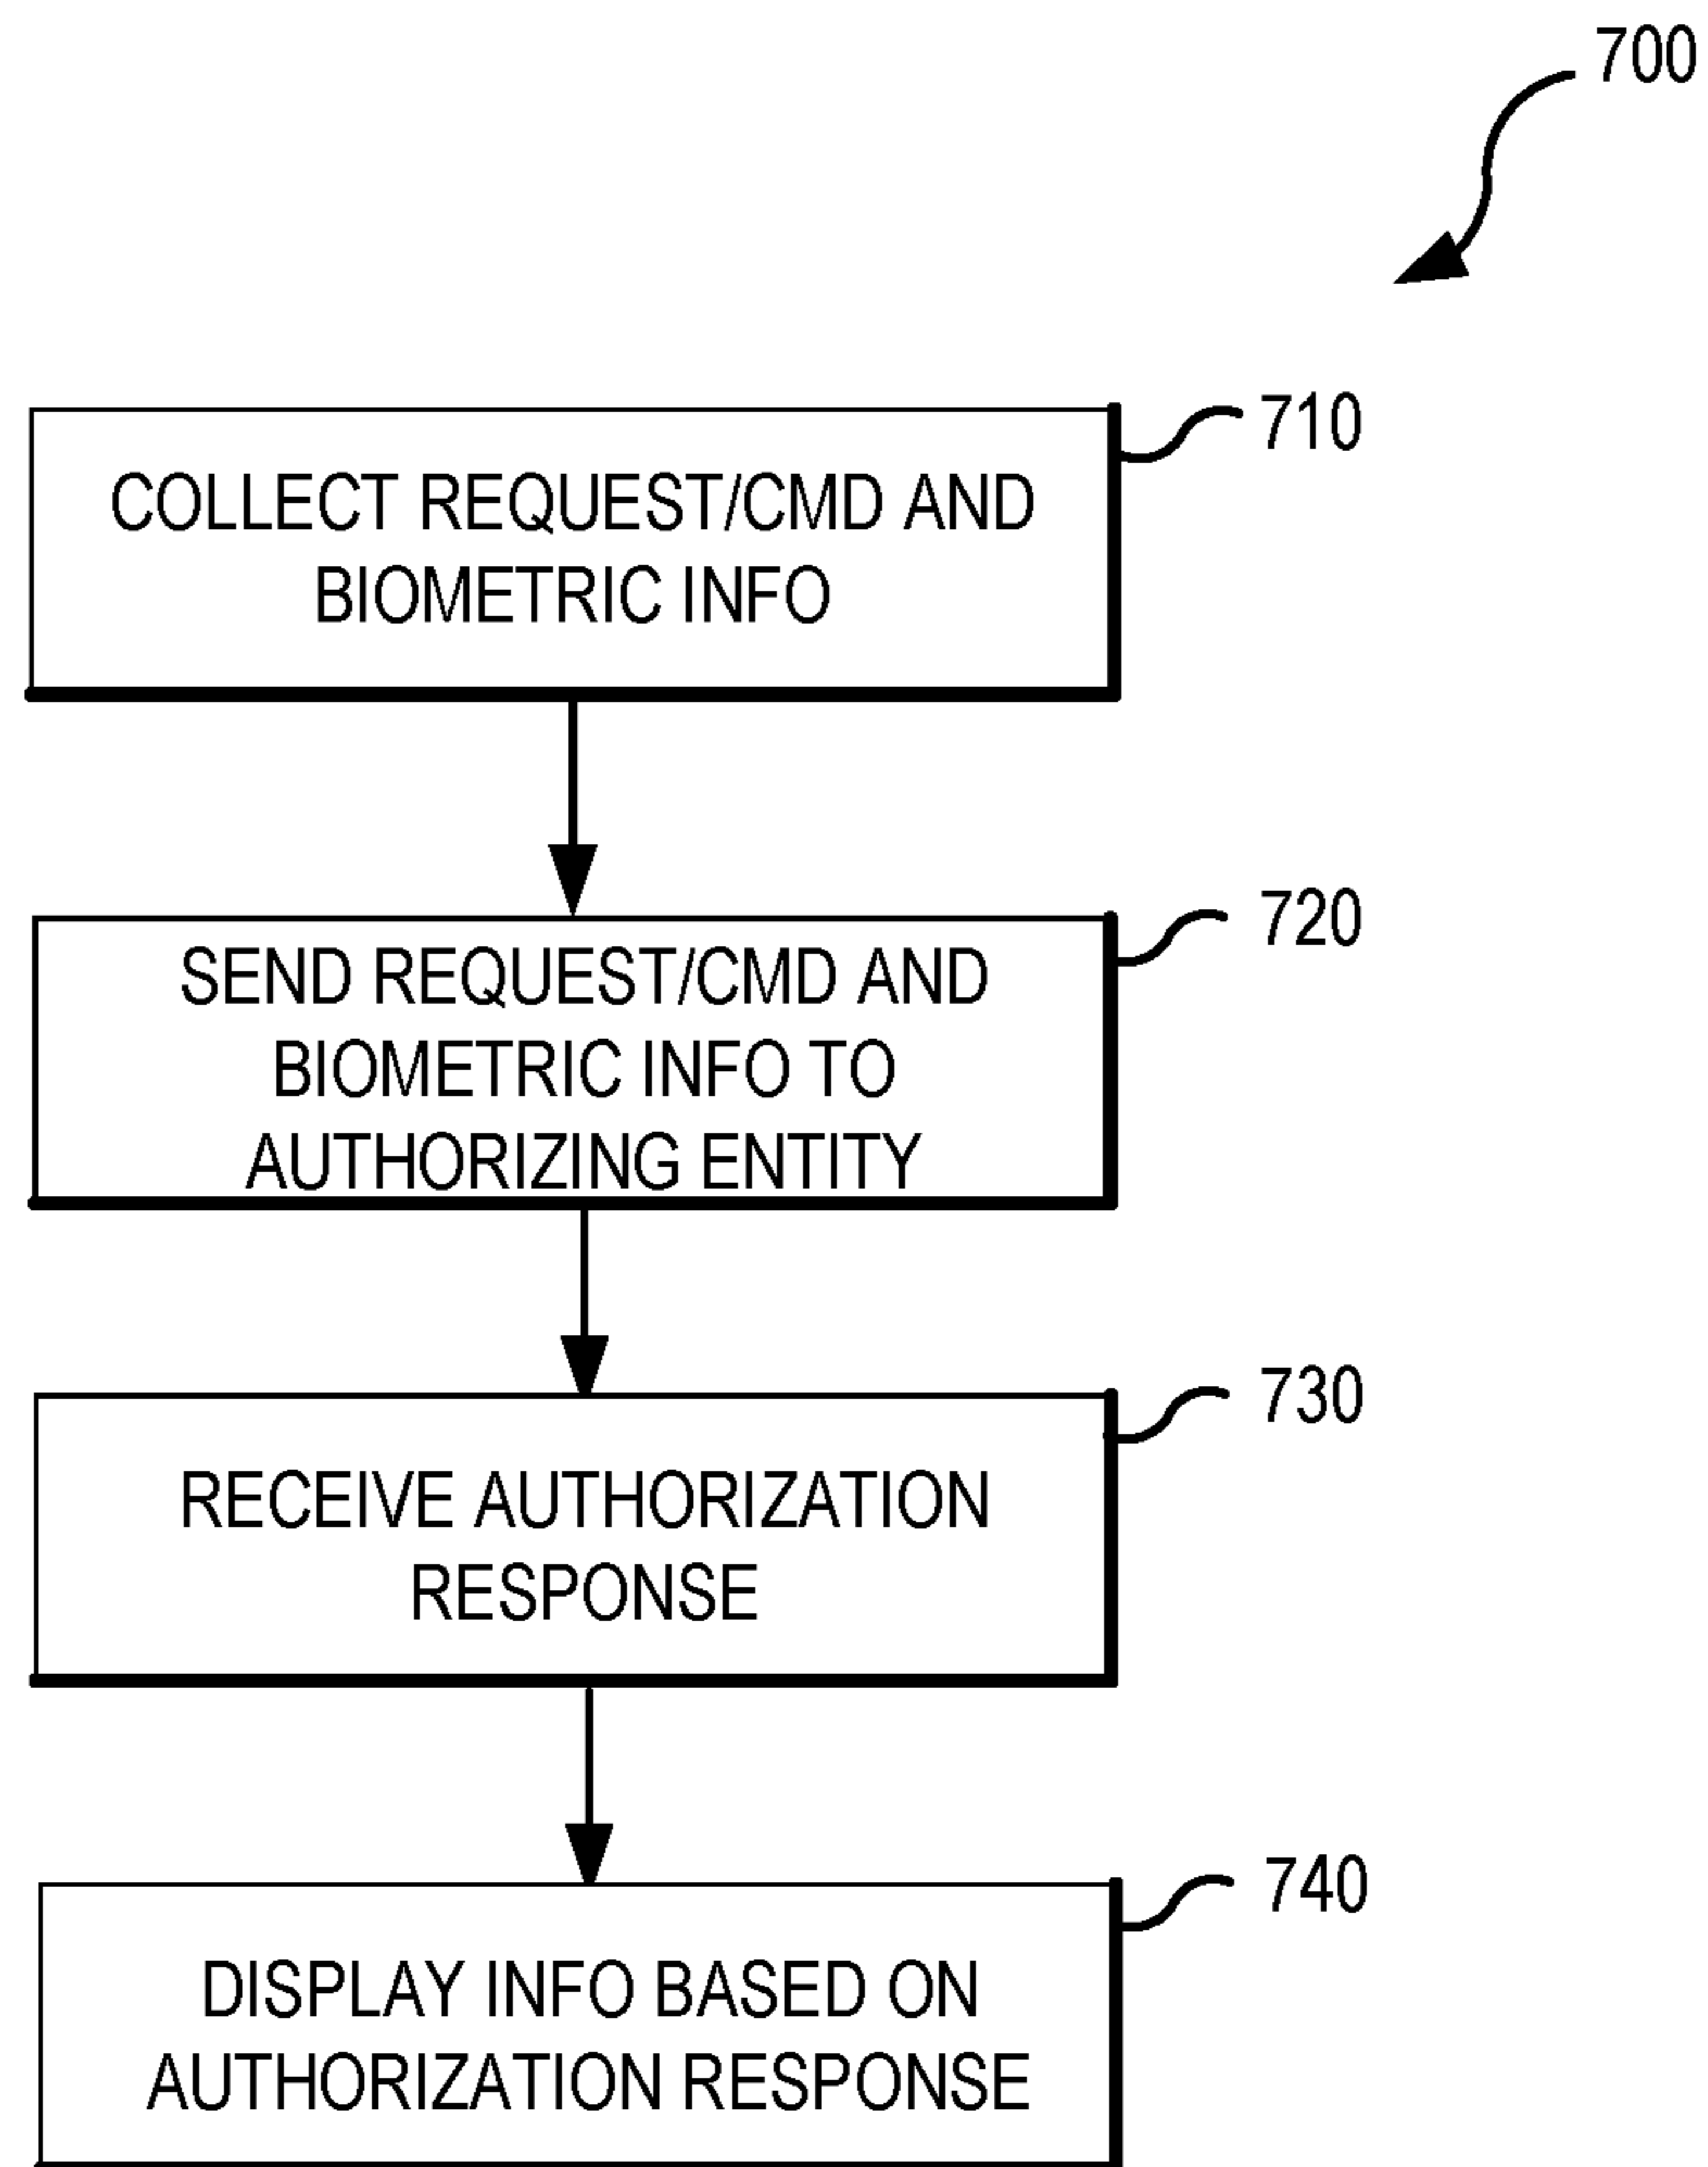 700
710
COLLECT REQUEST/CMD AND
BIOMETRIC INFO
720
SEND REQUEST/CMD AND
BIOMETRIC INFO TO
AUTHORIZING ENTITY
730
RECEIVE AUTHORIZATION
RESPONSE
740
DISPLAY INFO BASED ON
AUTHORIZATION RESPONSE